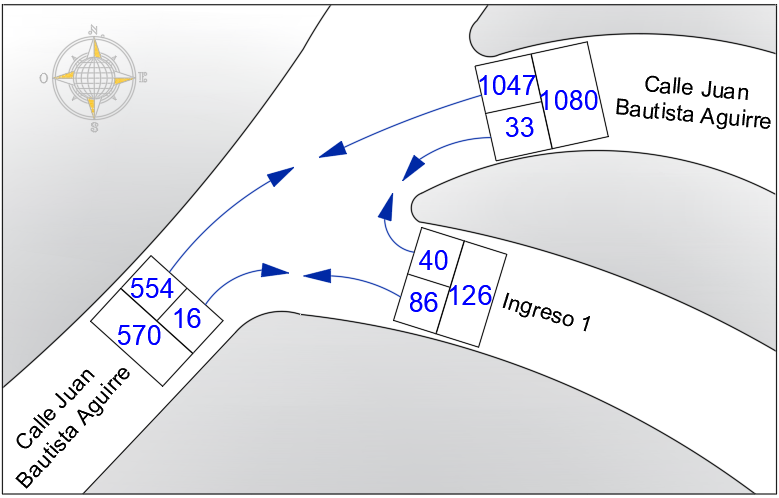 N
O
E
S
1047
1080
33
Calle Juan
Bautista Aguirre
40
86
126
Ingreso 1
554
16
570
Calle Juan
Bautista Aguirre